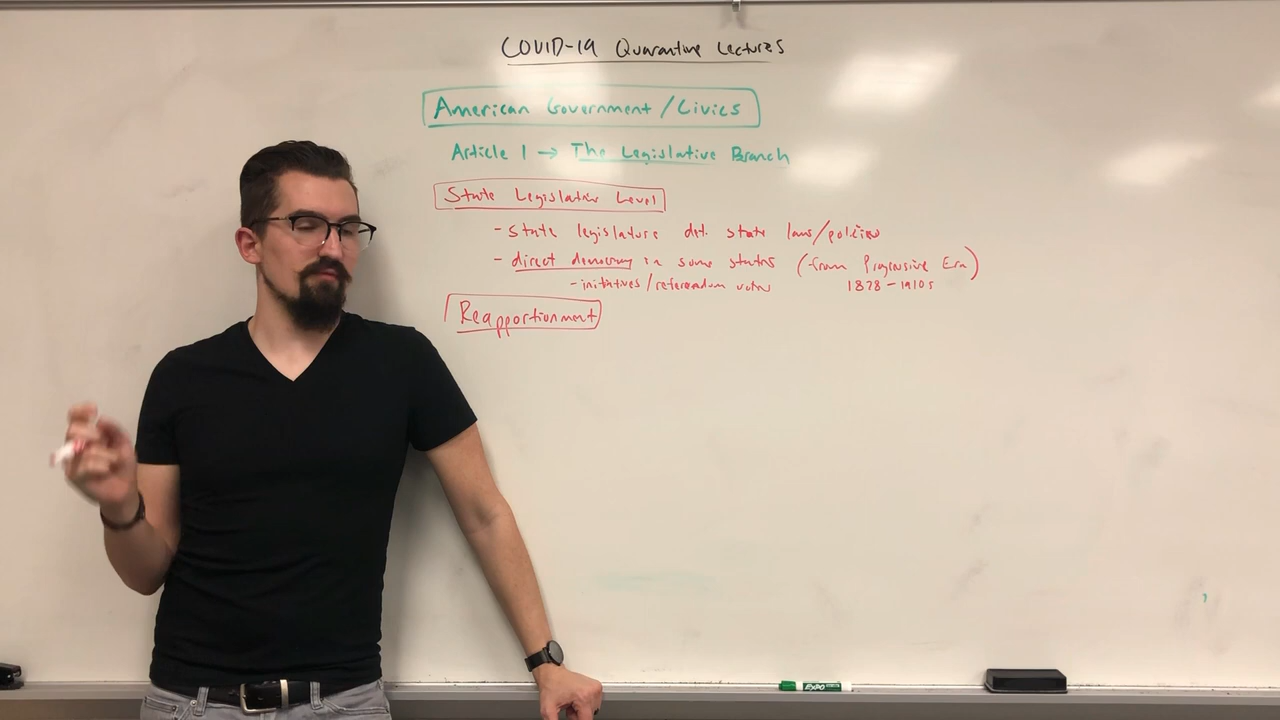 COVID-19 Quarantine Lectures
American Government/Civics
Article 1 → The Legislative Branch
State Legislative Level
- state legislature det. state laws/policies
- direct democracy in some states (from Progressive Era)
- initiatives/referendum votes 1878-1910s
Reapportionment
EXPO